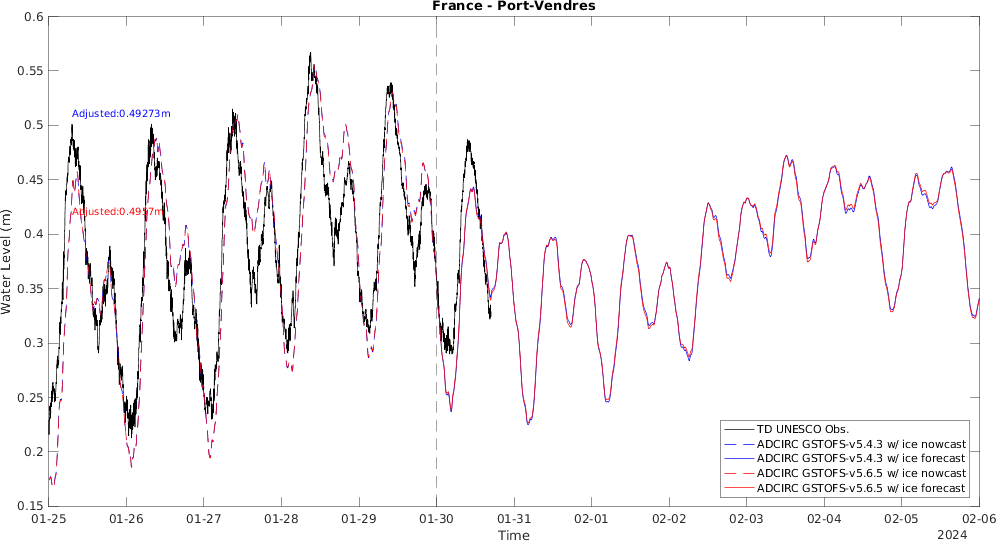 France - Port-Vendres
0.6
0.55
0.5
0.45
0.4
0.35
0.3
0.25
0.2
0.15
Water Level (m)
Adjusted:0.49273m
Adjusted:0.4957m
TD UNESCO Obs.
ADCIRC GSTOFS-v5.4.3 w/ ice nowcast
ADCIRC GSTOFS-v5.4.3 w/ ice forecast
ADCIRC GSTOFS-v5.6.5 w/ ice nowcast
ADCIRC GSTOFS-v5.6.5 w/ ice forecast
01-25 01-26 01-27 01-28 01-29 01-30 01-31 02-01 02-02 02-03 02-04 02-05 02-06
Time
2024